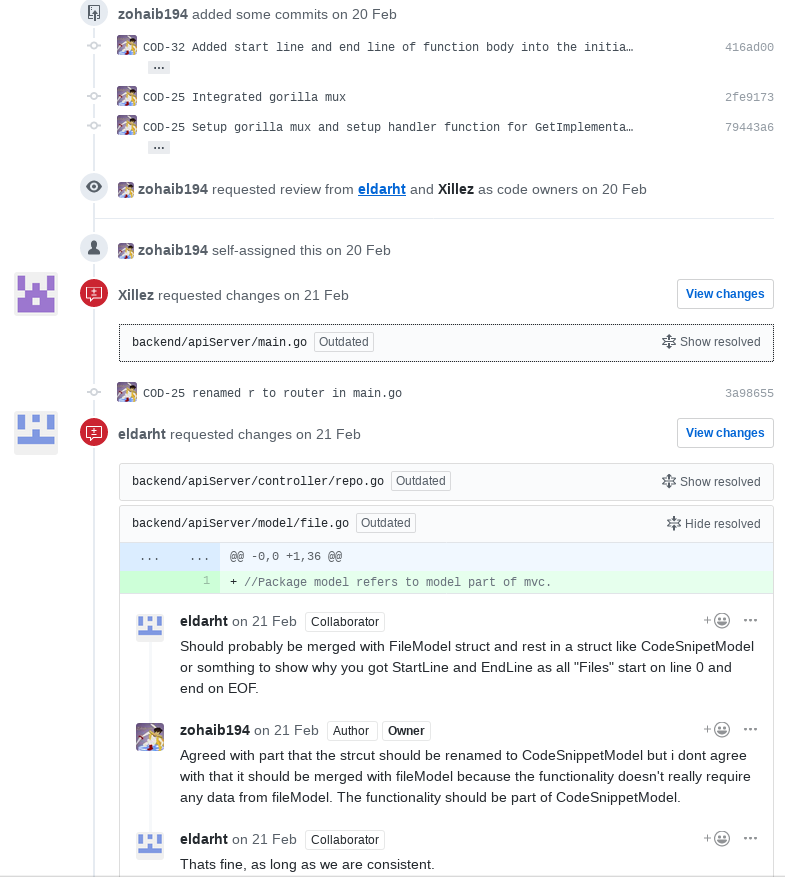 zohaib194 added some commits on 20 Feb
COD-32 Added start line and end line of function body into the initia… 416ad00
…
COD-25 Integrated gorilla mux 2fe9173
COD-25 Setup gorilla mux and setup handler function for GetImplementa… 79443a6
…
zohaib194 requested review from eldarht and Xillez as code owners on 20 Feb
zohaib194 self-assigned this on 20 Feb
Xillez requested changes on 21 Feb View changes
backend/apiServer/main.go Outdated Show resolved
COD-25 renamed r to router in main.go 3a98655
eldarht requested changes on 21 Feb View changes
backend/apiServer/controller/repo.go Outdated Show resolved
backend/apiServer/model/file.go Outdated Hide resolved
... ... @@ -0,0 +1,36 @@
1 + //Package model refers to model part of mvc.
eldarht on 21 Feb Collaborator
Should probably be merged with FileModel struct and rest in a struct like CodeSnipetModel
or somthing to show why you got StartLine and EndLine as all "Files" start on line 0 and
end on EOF.
zohaib194 on 21 Feb Author Owner
Agreed with part that the strcut should be renamed to CodeSnippetModel but i dont agree
with that it should be merged with fileModel because the functionality doesn't really require
any data from fileModel. The functionality should be part of CodeSnippetModel.
eldarht on 21 Feb Collaborator
Thats fine, as long as we are consistent.